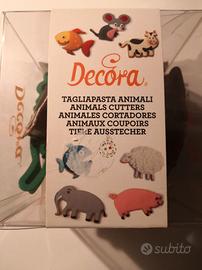 Decora
TAGLIAPASTA ANIMALI
ANIMALS CUTTERS
ANIMALES CORTADORES
ANIMAUX COUPOIRS
TIERE AUSSTECHER
DECORA
subito